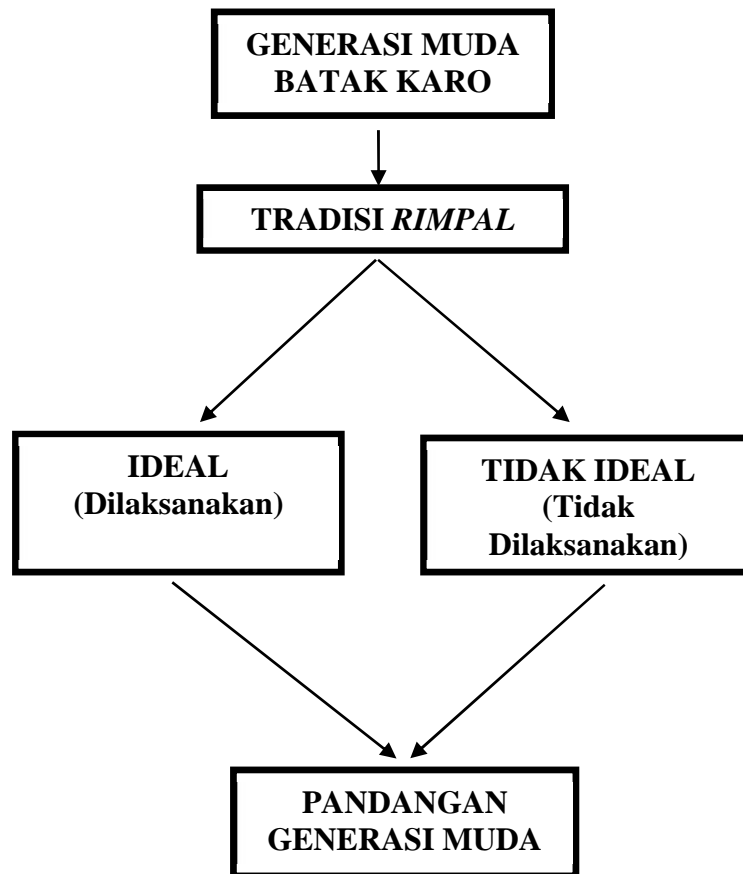 GENERASI MUDA
BATAK KARO
TRADISI RIMPAL
IDEAL
(Dilaksanakan)
TIDAK IDEAL
(Tidak
Dilaksanakan)
PANDANGAN
GENERASI MUDA